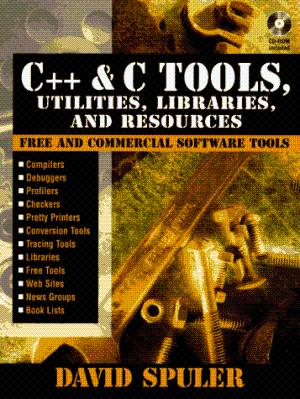 CD-ROM
Included
C++ & C TOOLS,
UTILITIES, LIBRARIES,
AND RESOURCES
FREE AND COMMERCIAL SOFTWARE TOOLS
Compilers
Debuggers
Profilers
Checkers
Pretty Printers
Conversion Tools
Tracing Tools
Libraries
Free Tools
Web Sites
News Groups
Book Lists
DAVID SPULER